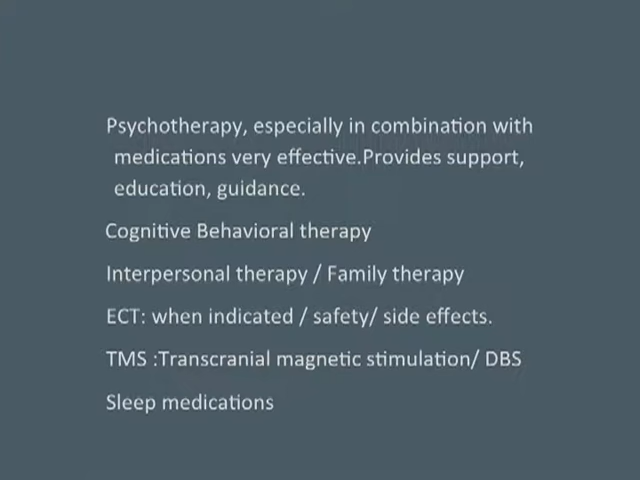 Psychotherapy, especially in combination with
medications very effective.Provides support,
education, guidance.
Cognitive Behavioral therapy
Interpersonal therapy / Family therapy
ECT: when indicated / safety/ side effects.
TMS :Transcranial magnetic stimulation/ DBS
Sleep medications